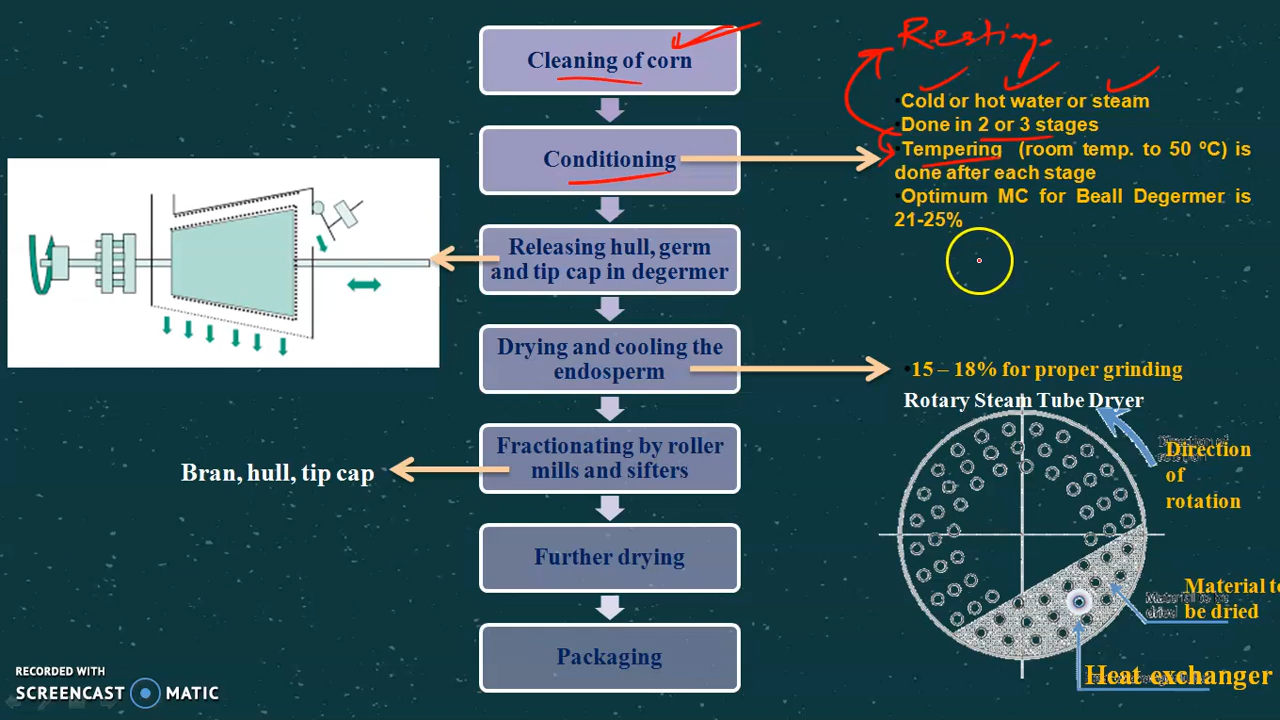 Cleaning of corn
Conditioning
Releasing hull, germ
and tip cap in degermer
Drying and cooling the
endosperm
Fractionating by roller
mills and sifters
Further drying
Packaging
Bran, hull, tip cap
Resting
•Cold or hot water or steam
•Done in 2 or 3 stages
•Tempering (room temp. to 50 ºC) is
done after each stage
•Optimum MC for Beall Degermer is
21-25%
•15 – 18% for proper grinding
Rotary Steam Tube Dryer
Direction
of
rotation
Material to
be dried
Heat exchanger
RECORDED WITH
SCREENCAST MATIC